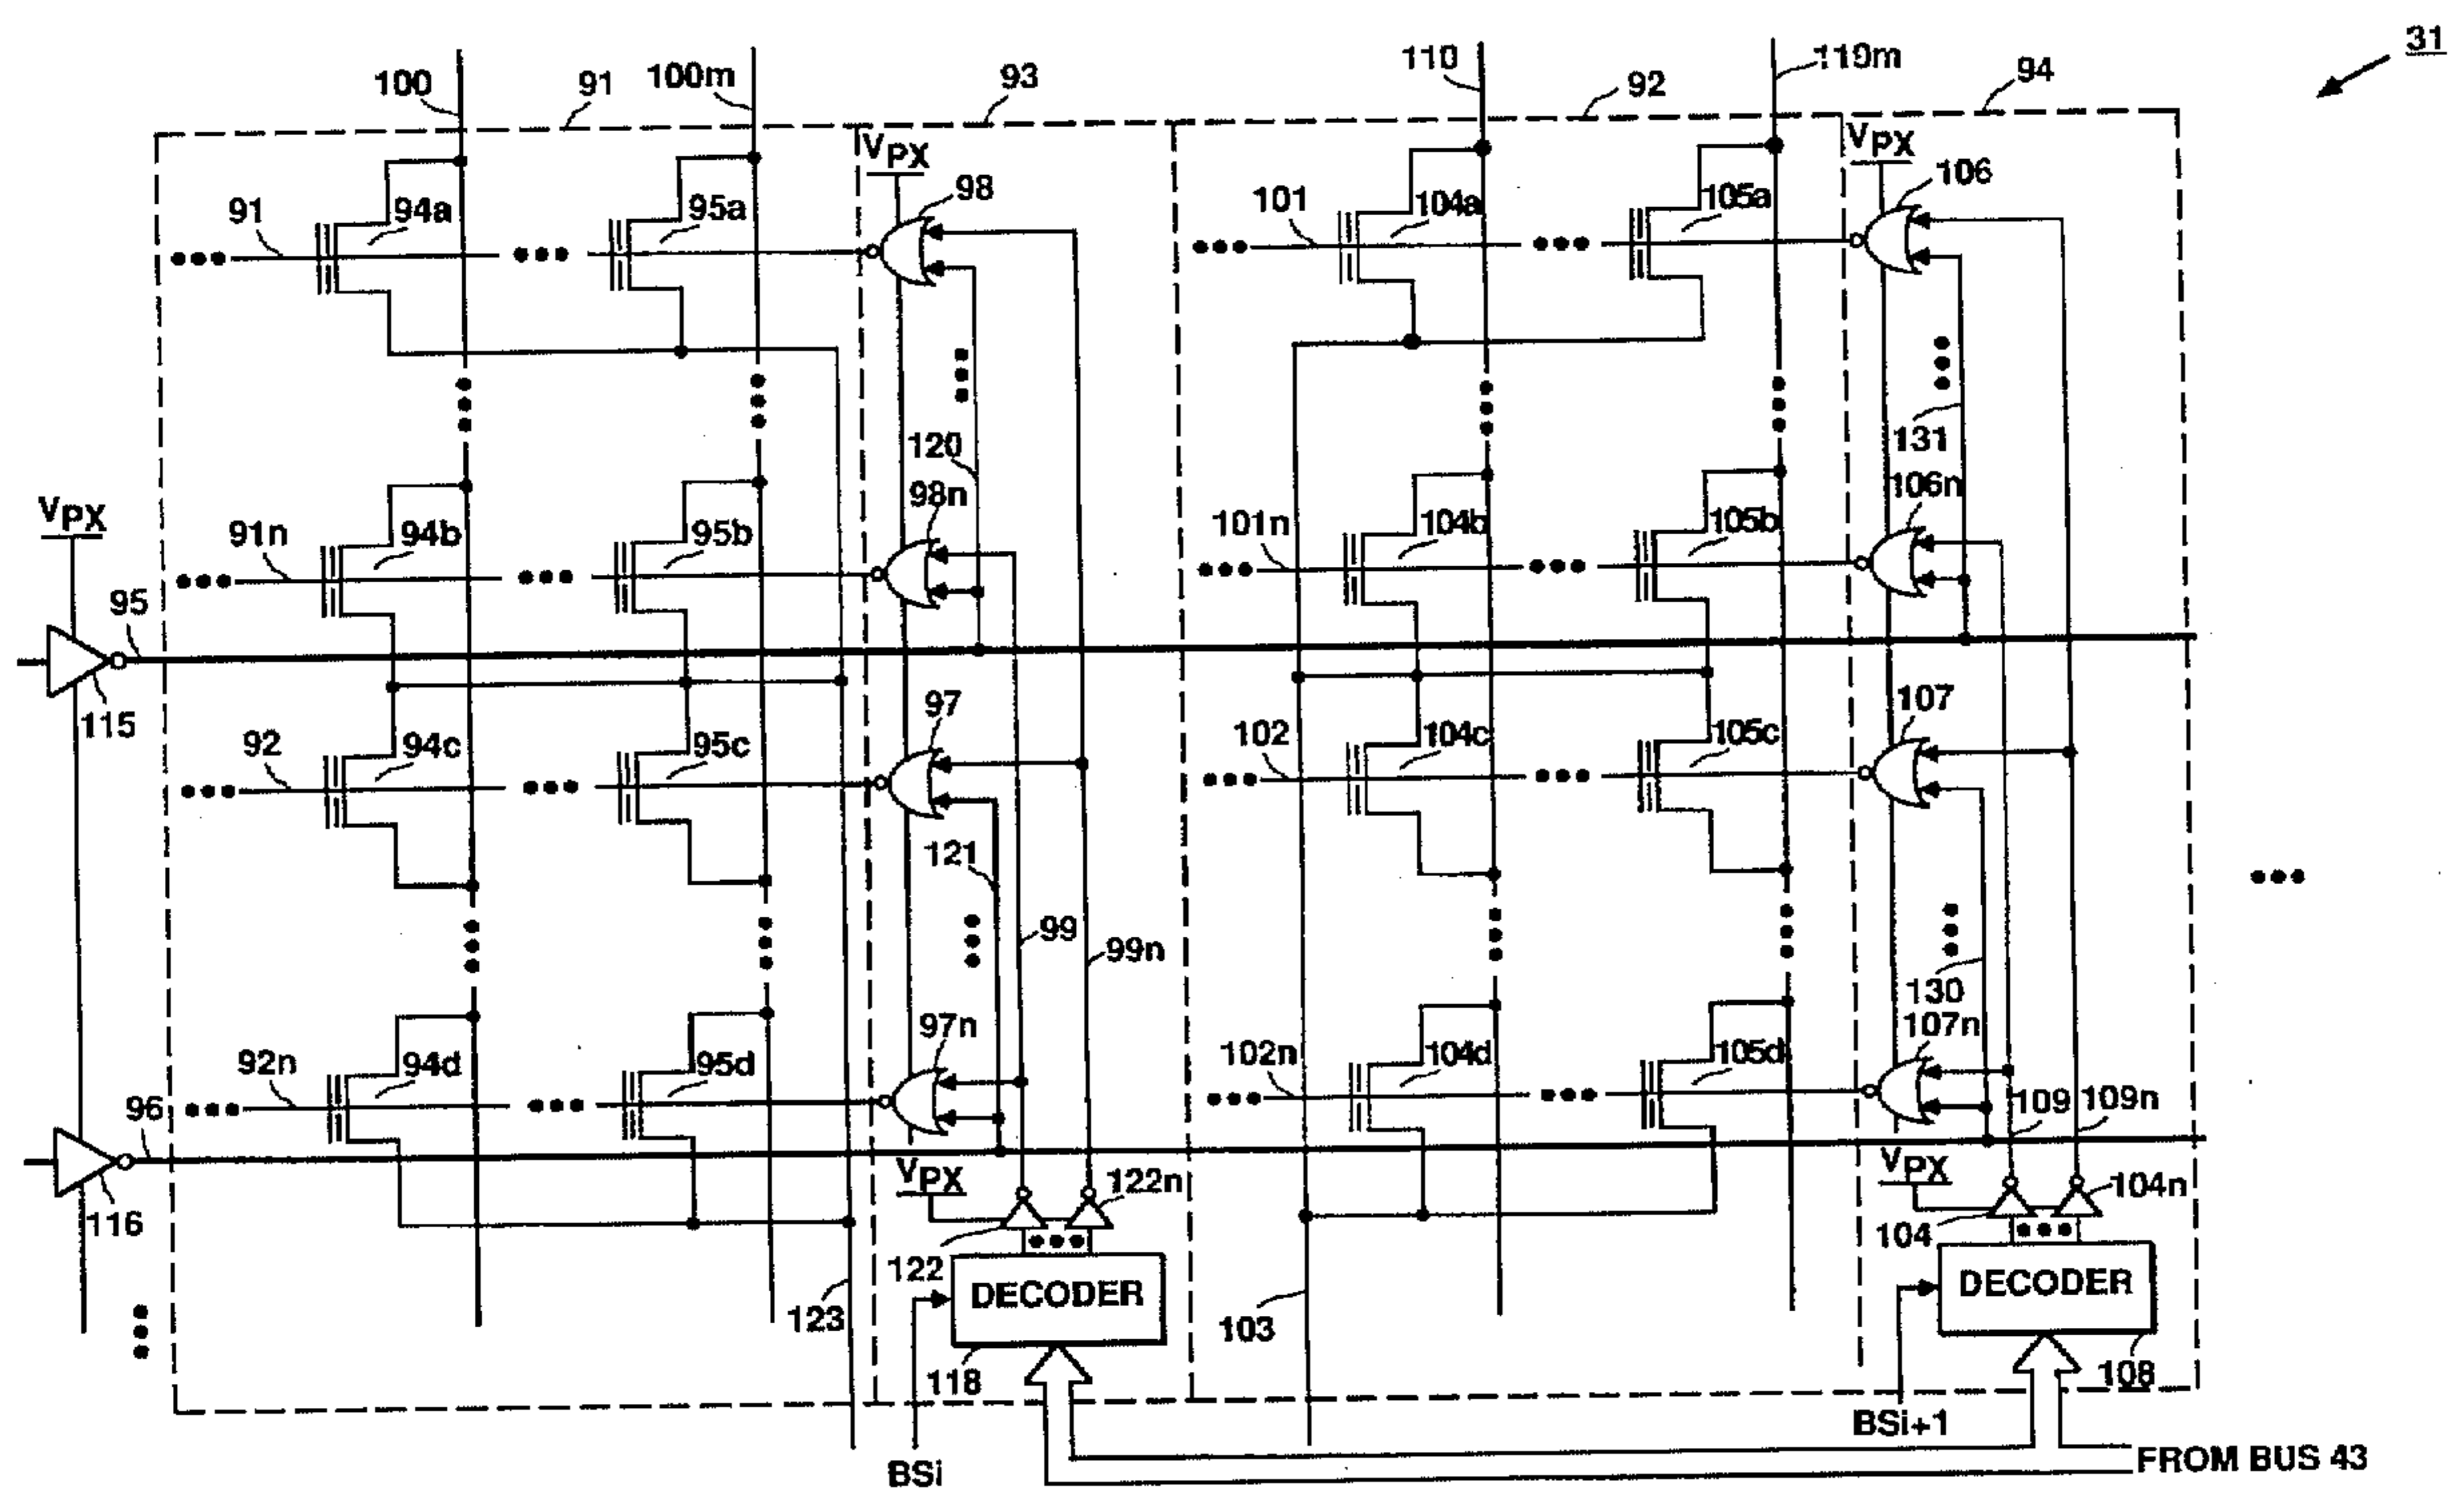 31
100
91
100m
93
110
92
110m
94
VPX
VPX
91
94a
95a
98
101
104a
105a
106
120
131
VPX
91n
94b
95b
98n
101n
104b
105b
106n
95
115
92
94c
95c
97
102
104c
105c
107
121
99
99n
130
96
92n
94d
95d
97n
102n
104d
105d
107n
109
109n
116
VPX
122n
VPX
104n
122
104
123
DECODER
103
DECODER
118
108
BSi
BSi+1
FROM BUS 43